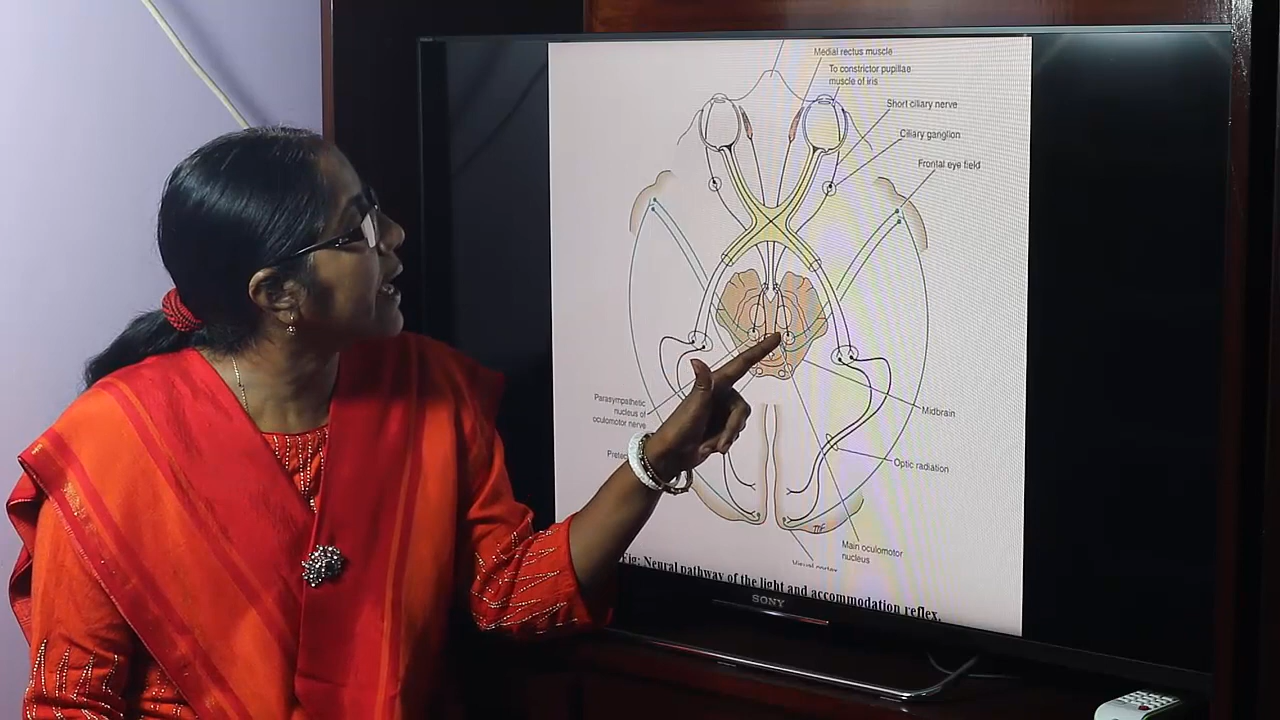 Medial rectus muscle
To constrictor pupillae
muscle of iris
Short ciliary nerve
Ciliary ganglion
Frontal eye field
Parasympathetic
nucleus of
oculomotor nerve
Midbrain
Optic radiation
Main oculomotor
nucleus
Visual cortex
Fig: Neural pathway of the light and accommodation reflex.
SONY